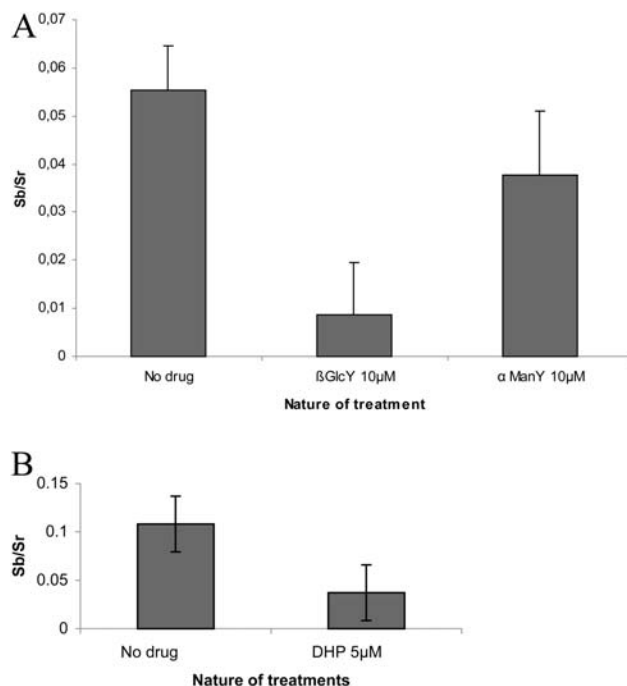 A
0,07
0,06
0,05
0,04
0,03
0,02
0,01
0
Sb/Sr
No drug ßGlcY 10µM α ManY 10µM
Nature of treatment
B
0.15
0.1
0.05
0
Sb/Sr
No drug DHP 5µM
Nature of treatments